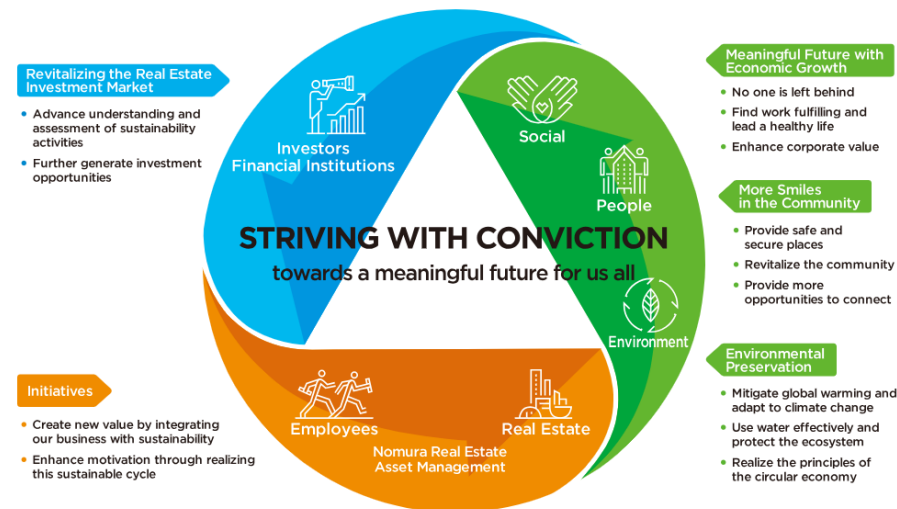 Revitalizing the Real Estate
Investment Market
• Advance understanding and
assessment of sustainability
activities
• Further generate investment
opportunities
Initiatives
• Create new value by integrating
our business with sustainability
• Enhance motivation through realizing
this sustainable cycle
Investors
Financial Institutions
Social
People
STRIVING WITH CONVICTION
towards a meaningful future for us all
Environment
Employees
Real Estate
Nomura Real Estate
Asset Management
Meaningful Future with
Economic Growth
• No one is left behind
• Find work fulfilling and
lead a healthy life
• Enhance corporate value
More Smiles
in the Community
• Provide safe and
secure places
• Revitalize the community
• Provide more
opportunities to connect
Environmental
Preservation
• Mitigate global warming and
adapt to climate change
• Use water effectively and
protect the ecosystem
• Realize the principles of
the circular economy